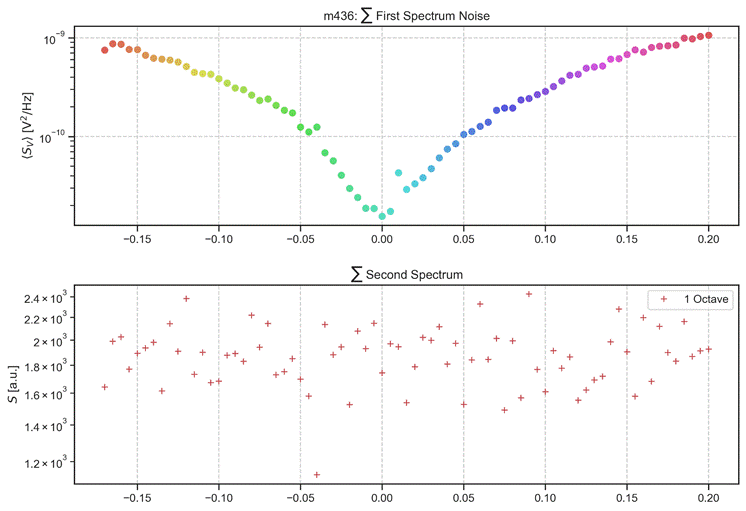 m436: ∑ First Spectrum Noise
⟨S_V⟩ [V²/Hz]
10⁻⁹
10⁻¹⁰
−0.15 −0.10 −0.05 0.00 0.05 0.10 0.15 0.20
∑ Second Spectrum
S [a.u]
2.4 × 10³
2.2 × 10³
2 × 10³
1.8 × 10³
1.6 × 10³
1.4 × 10³
1.2 × 10³
1 Octave
−0.15 −0.10 −0.05 0.00 0.05 0.10 0.15 0.20